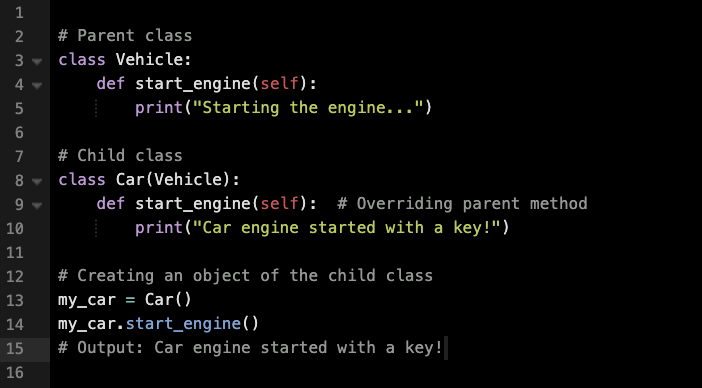 1
2 # Parent class
3 class Vehicle:
4     def start_engine(self):
5         print("Starting the engine...")
6
7 # Child class
8 class Car(Vehicle):
9     def start_engine(self):  # Overriding parent method
10         print("Car engine started with a key!")
11
12 # Creating an object of the child class
13 my_car = Car()
14 my_car.start_engine()
15 # Output: Car engine started with a key!
16